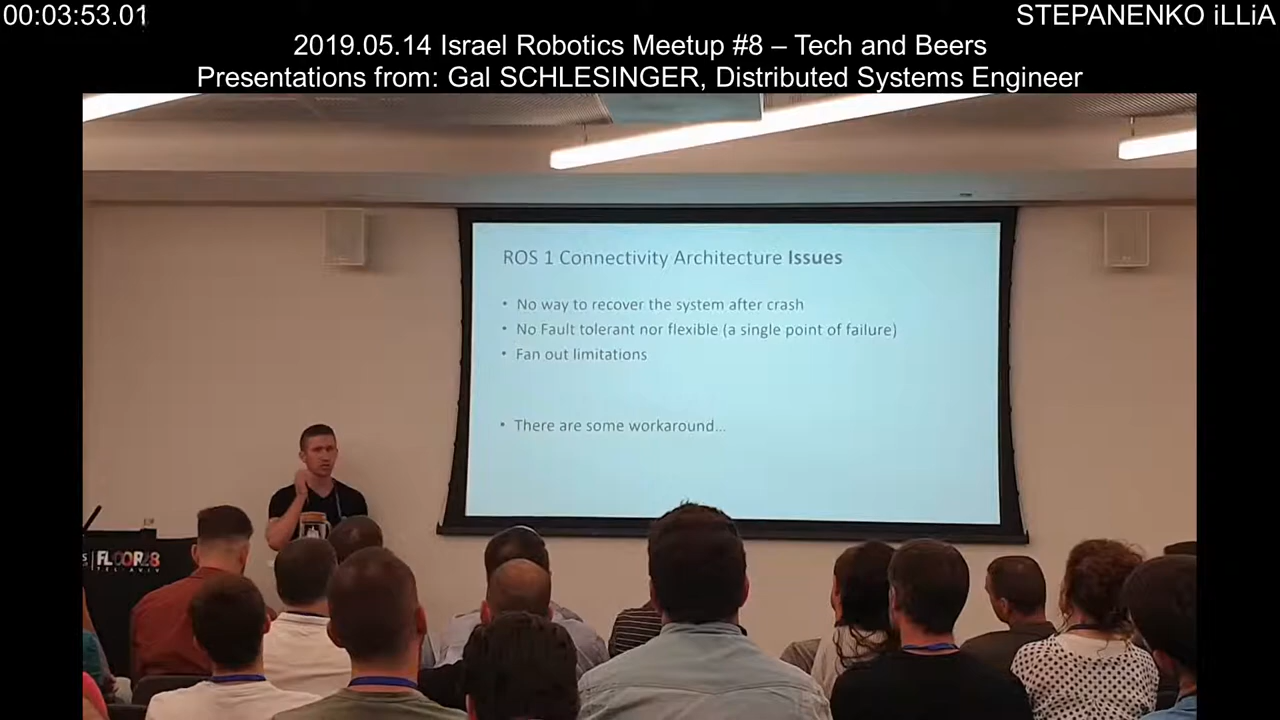 00:03:53.01
STEPANENKO iLLiA
2019.05.14 Israel Robotics Meetup #8 – Tech and Beers
Presentations from: Gal SCHLESINGER, Distributed Systems Engineer
ROS 1 Connectivity Architecture Issues
• No way to recover the system after crash
• No Fault tolerant nor flexible (a single point of failure)
• Fan out limitations
• There are some workaround...
S | FLOOR28
TEL AVIV